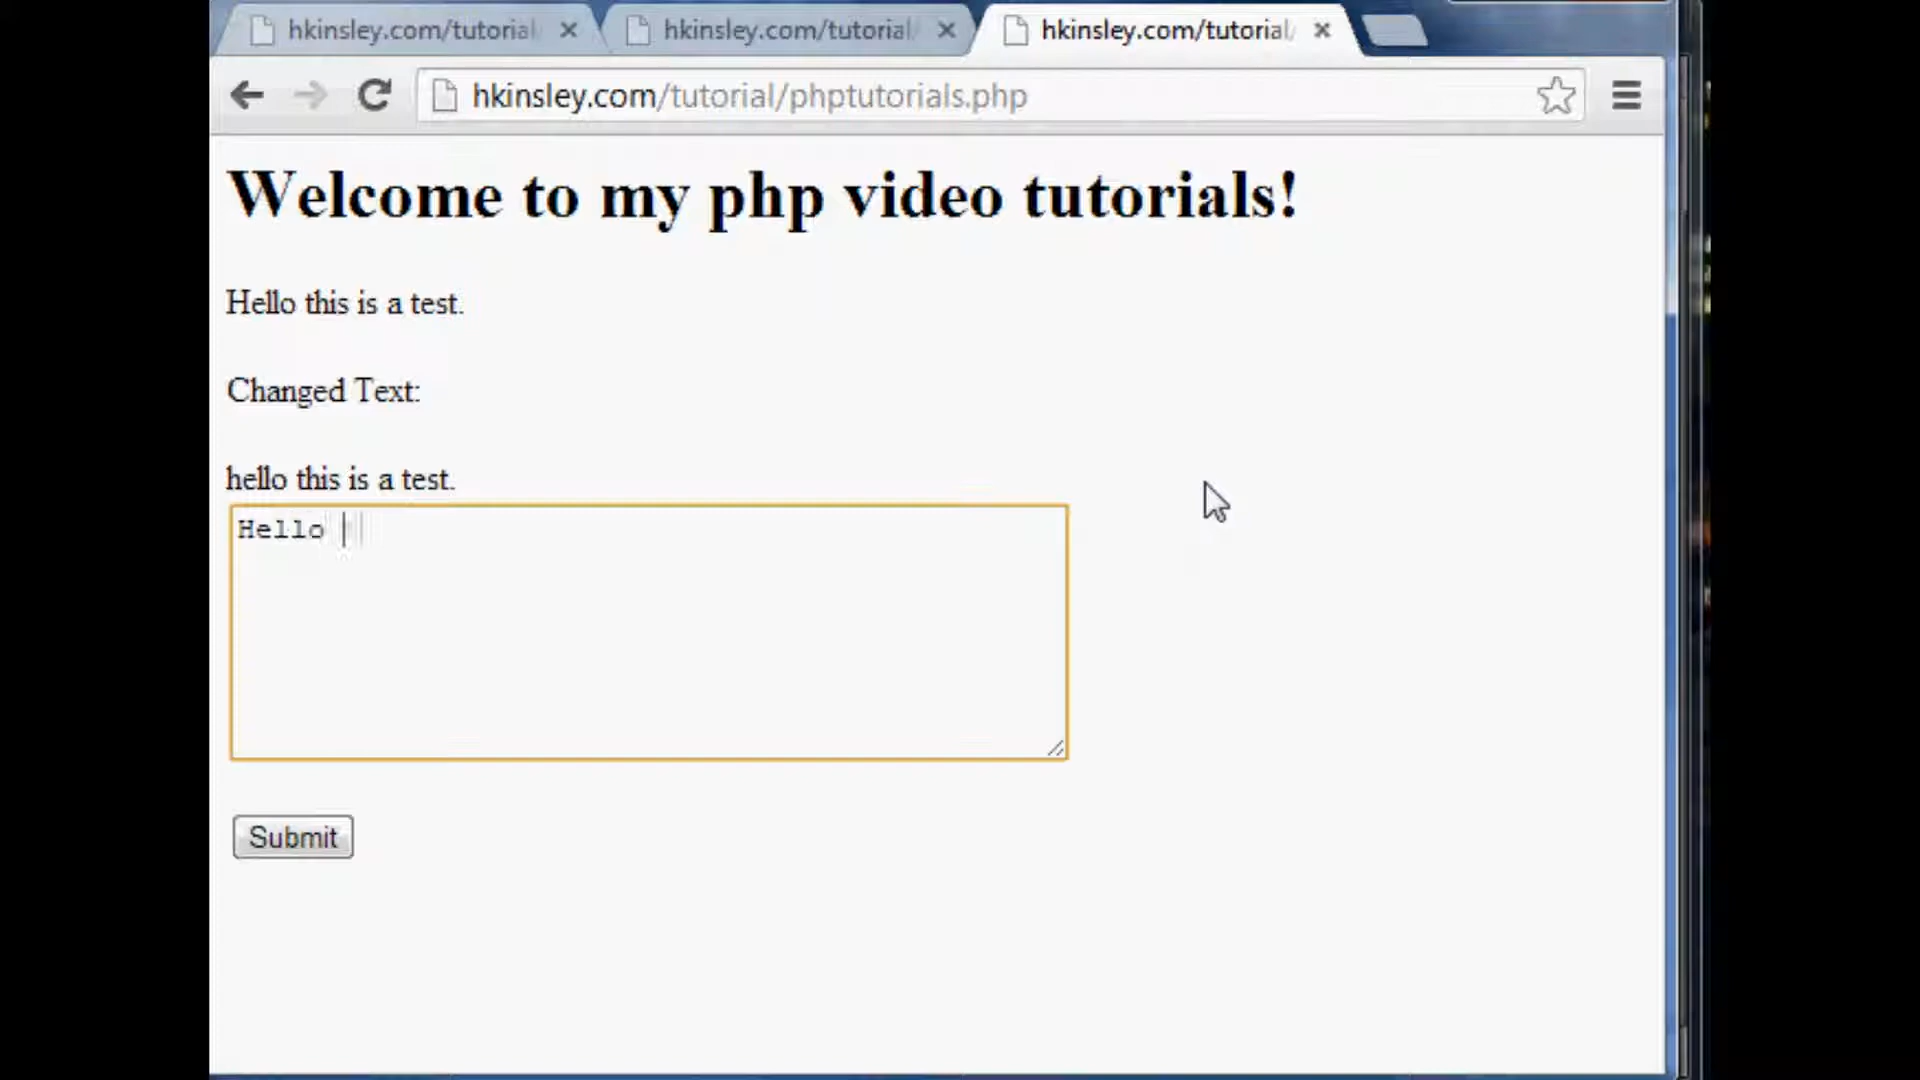 hkinsley.com/tutorial hkinsley.com/tutorial/ hkinsley.com/tutorial/
hkinsley.com/tutorial/phptutorials.php
Welcome to my php video tutorials!
Hello this is a test.
Changed Text:
hello this is a test.
Hello
Submit